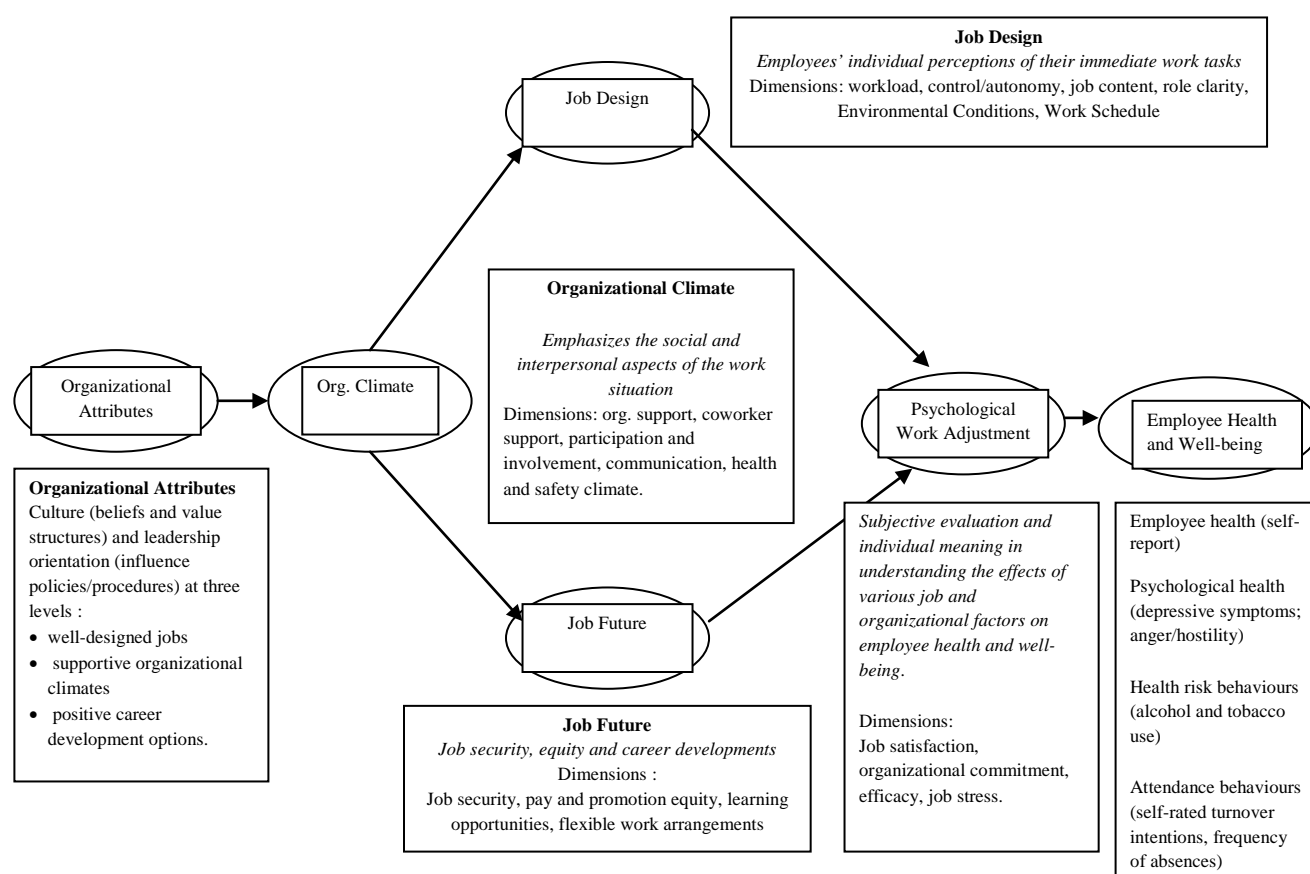 Job Design
Employees' individual perceptions of their immediate work tasks
Dimensions: workload, control/autonomy, job content, role clarity,
Environmental Conditions, Work Schedule
Job Design
Organizational Climate
Emphasizes the social and
interpersonal aspects of the work
situation
Dimensions: org. support, coworker
support, participation and
involvement, communication, health
and safety climate.
Organizational
Attributes
Org. Climate
Psychological
Work Adjustment
Employee Health
and Well-being
Organizational Attributes
Culture (beliefs and value
structures) and leadership
orientation (influence
policies/procedures) at three
levels :
• well-designed jobs
• supportive organizational
climates
• positive career
development options.
Job Future
Job Future
Job security, equity and career developments
Dimensions :
Job security, pay and promotion equity, learning
opportunities, flexible work arrangements
Subjective evaluation and
individual meaning in
understanding the effects of
various job and
organizational factors on
employee health and well-
being.
Dimensions:
Job satisfaction,
organizational commitment,
efficacy, job stress.
Employee health (self-
report)
Psychological health
(depressive symptoms;
anger/hostility)
Health risk behaviours
(alcohol and tobacco
use)
Attendance behaviours
(self-rated turnover
intentions, frequency
of absences)